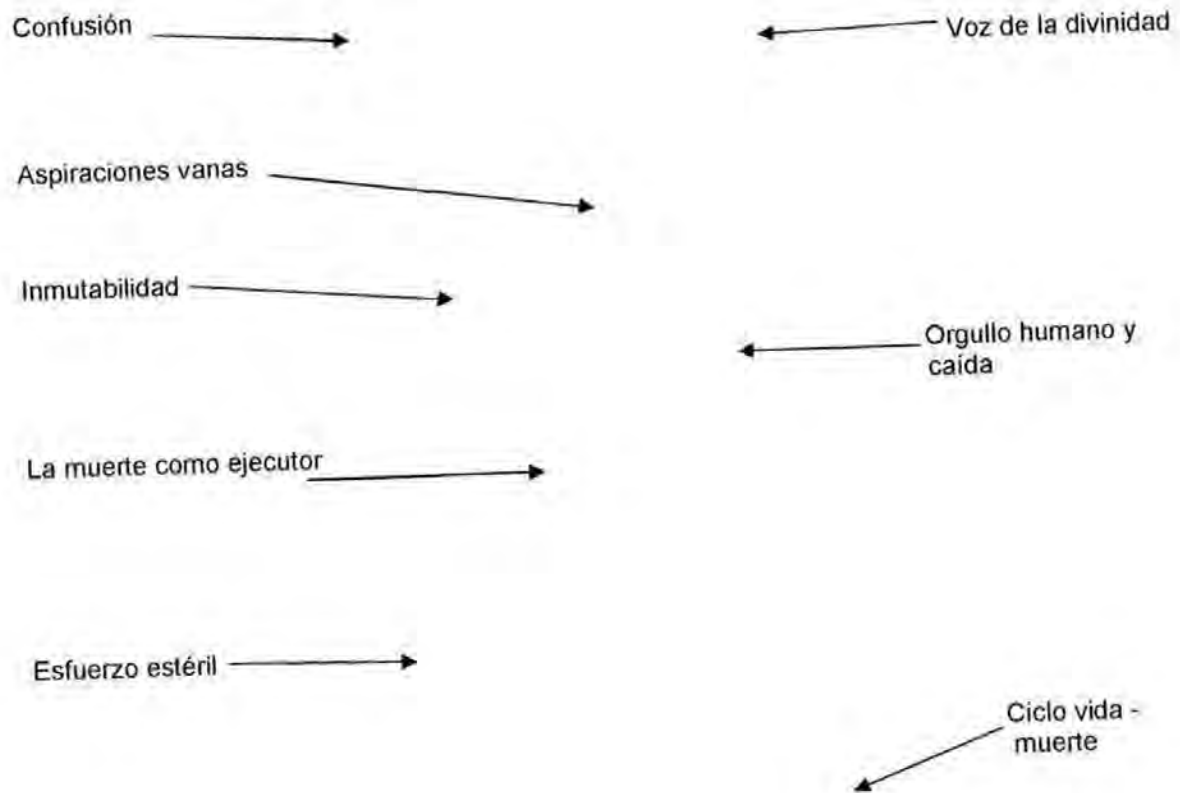 Confusión
Voz de la divinidad
Aspiraciones vanas
Inmutabilidad
Orgullo humano y
caída
La muerte como ejecutor
Esfuerzo estéril
Ciclo vida -
muerte